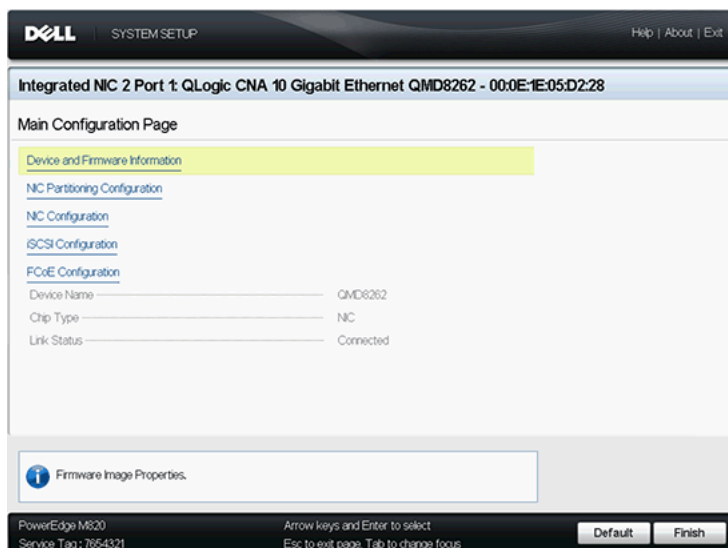 DELL SYSTEM SETUP Help | About | Exit
Integrated NIC 2 Port 1: QLogic CNA 10 Gigabit Ethernet QMD8262 - 00:0E:1E:05:D2:28
Main Configuration Page
Device and Firmware Information
NIC Partitioning Configuration
NIC Configuration
iSCSI Configuration
FCoE Configuration
Device Name QMD8262
Chip Type NIC
Link Status Connected
Firmware Image Properties.
PowerEdge M820 Arrow keys and Enter to select
Service Tag : 7654321 Esc to exit page, Tab to change focus
Default Finish